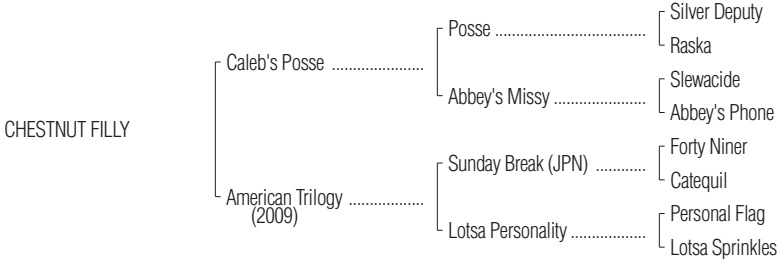 Silver Deputy
Posse ....................................
Raska
Caleb's Posse ......................
Slewacide
Abbey's Missy ......................
Abbey's Phone
CHESTNUT FILLY
Forty Niner
Sunday Break (JPN) ............
Catequil
American Trilogy ..................
(2009)
Personal Flag
Lotsa Personality ..................
Lotsa Sprinkles